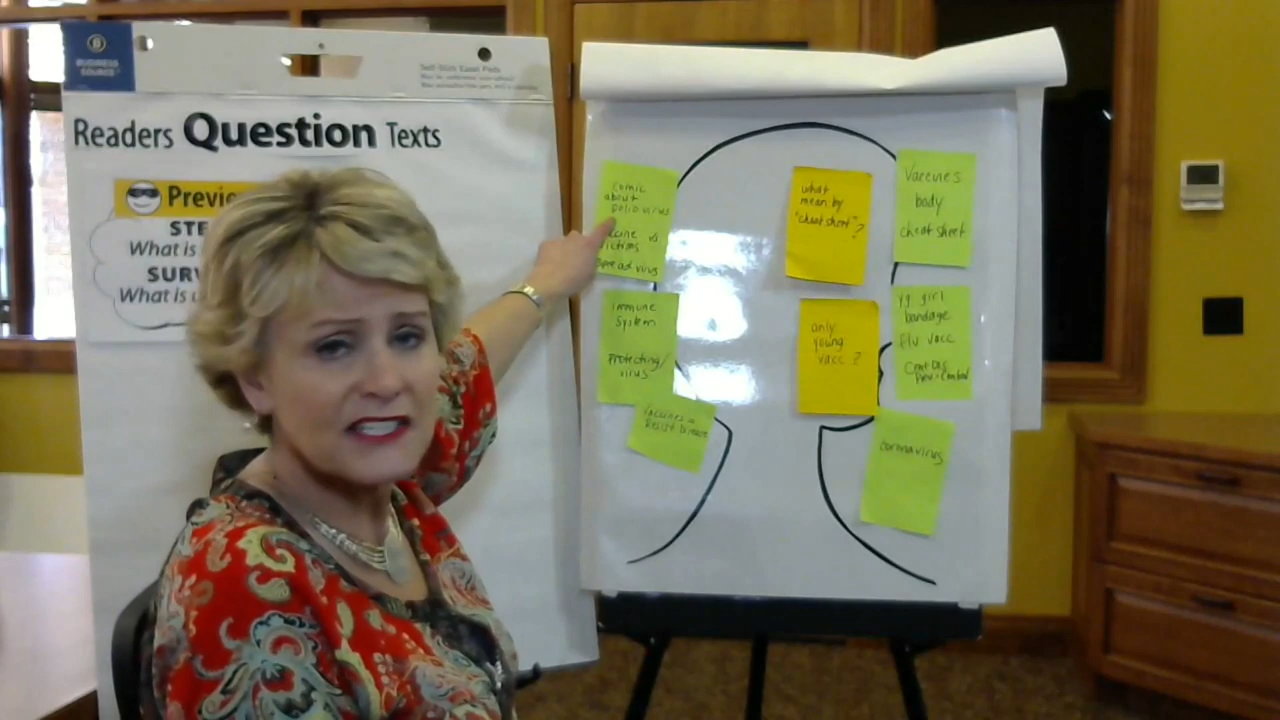 BUSINESS
SOURCE
Self-Stick Easel Pads
Readers Question Texts
Previe
STE
What is
SURV
What is
comic
about
polio virus
vaccine vs
victims
spread virus
Immune
System
Protecting/
virus
Vaccines =
Resist Disease
what
mean by
"cheat sheet"?
only
young
vacc?
Vaccines
body
cheat sheet
yg girl
bandage
flu vacc
coronavirus